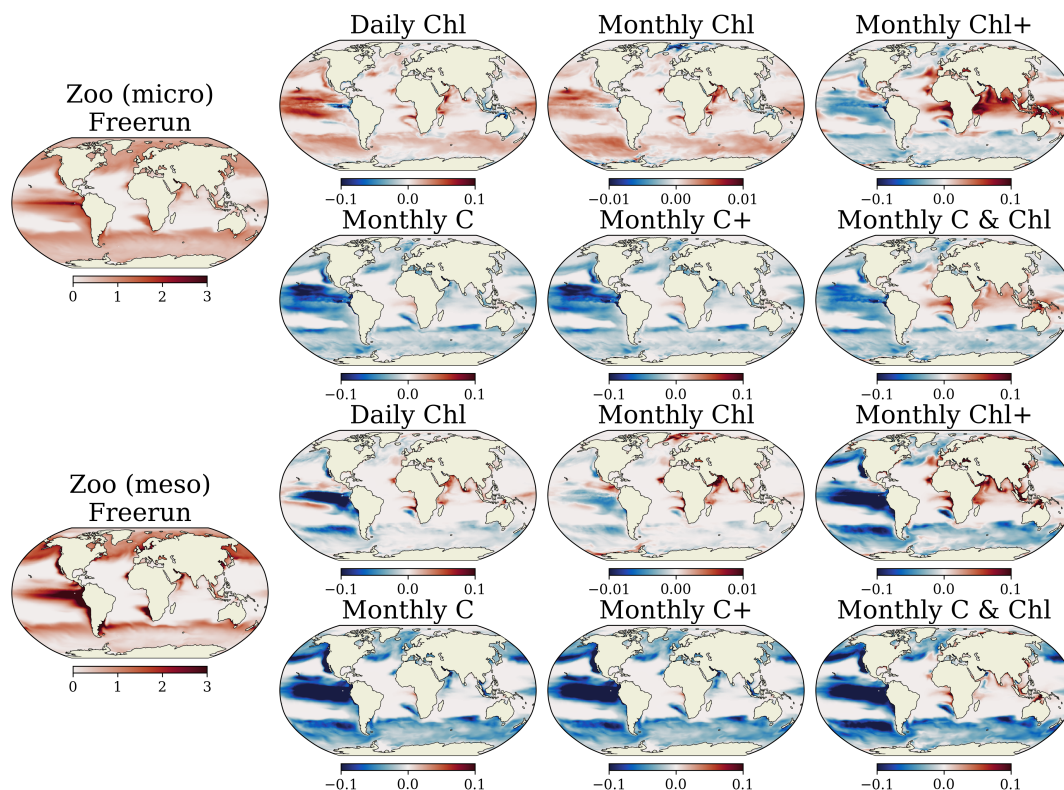 Daily Chl
Monthly Chl
Monthly Chl+
Zoo (micro)
Freerun
0 1 2 3
−0.1 0.0 0.1
−0.01 0.00 0.01
−0.1 0.0 0.1
Monthly C
Monthly C+
Monthly C & Chl
−0.1 0.0 0.1
−0.1 0.0 0.1
−0.1 0.0 0.1
Daily Chl
Monthly Chl
Monthly Chl+
Zoo (meso)
Freerun
0 1 2 3
−0.1 0.0 0.1
−0.01 0.00 0.01
−0.1 0.0 0.1
Monthly C
Monthly C+
Monthly C & Chl
−0.1 0.0 0.1
−0.1 0.0 0.1
−0.1 0.0 0.1